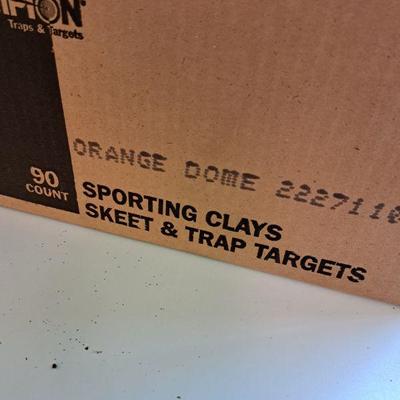 Traps & Targets
ORANGE DOME
90
COUNT
SPORTING CLAYS
SKEET & TRAP TARGETS